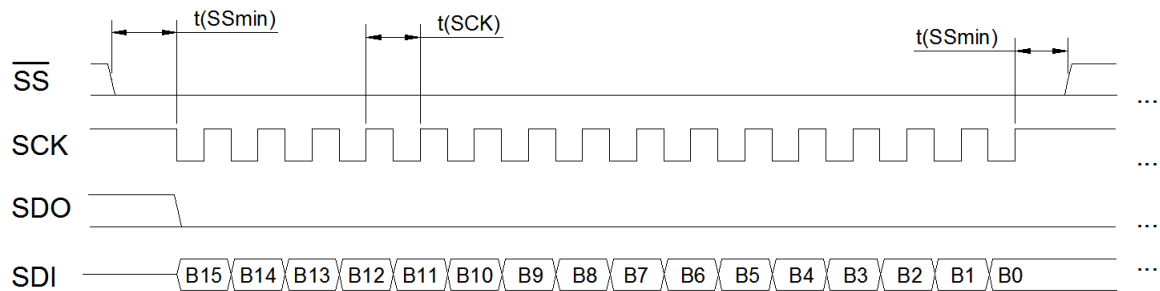 t(SSmin) t(SCK) t(SSmin)
SS ...
SCK ...
SDO ...
SDI B15 B14 B13 B12 B11 B10 B9 B8 B7 B6 B5 B4 B3 B2 B1 B0 ...